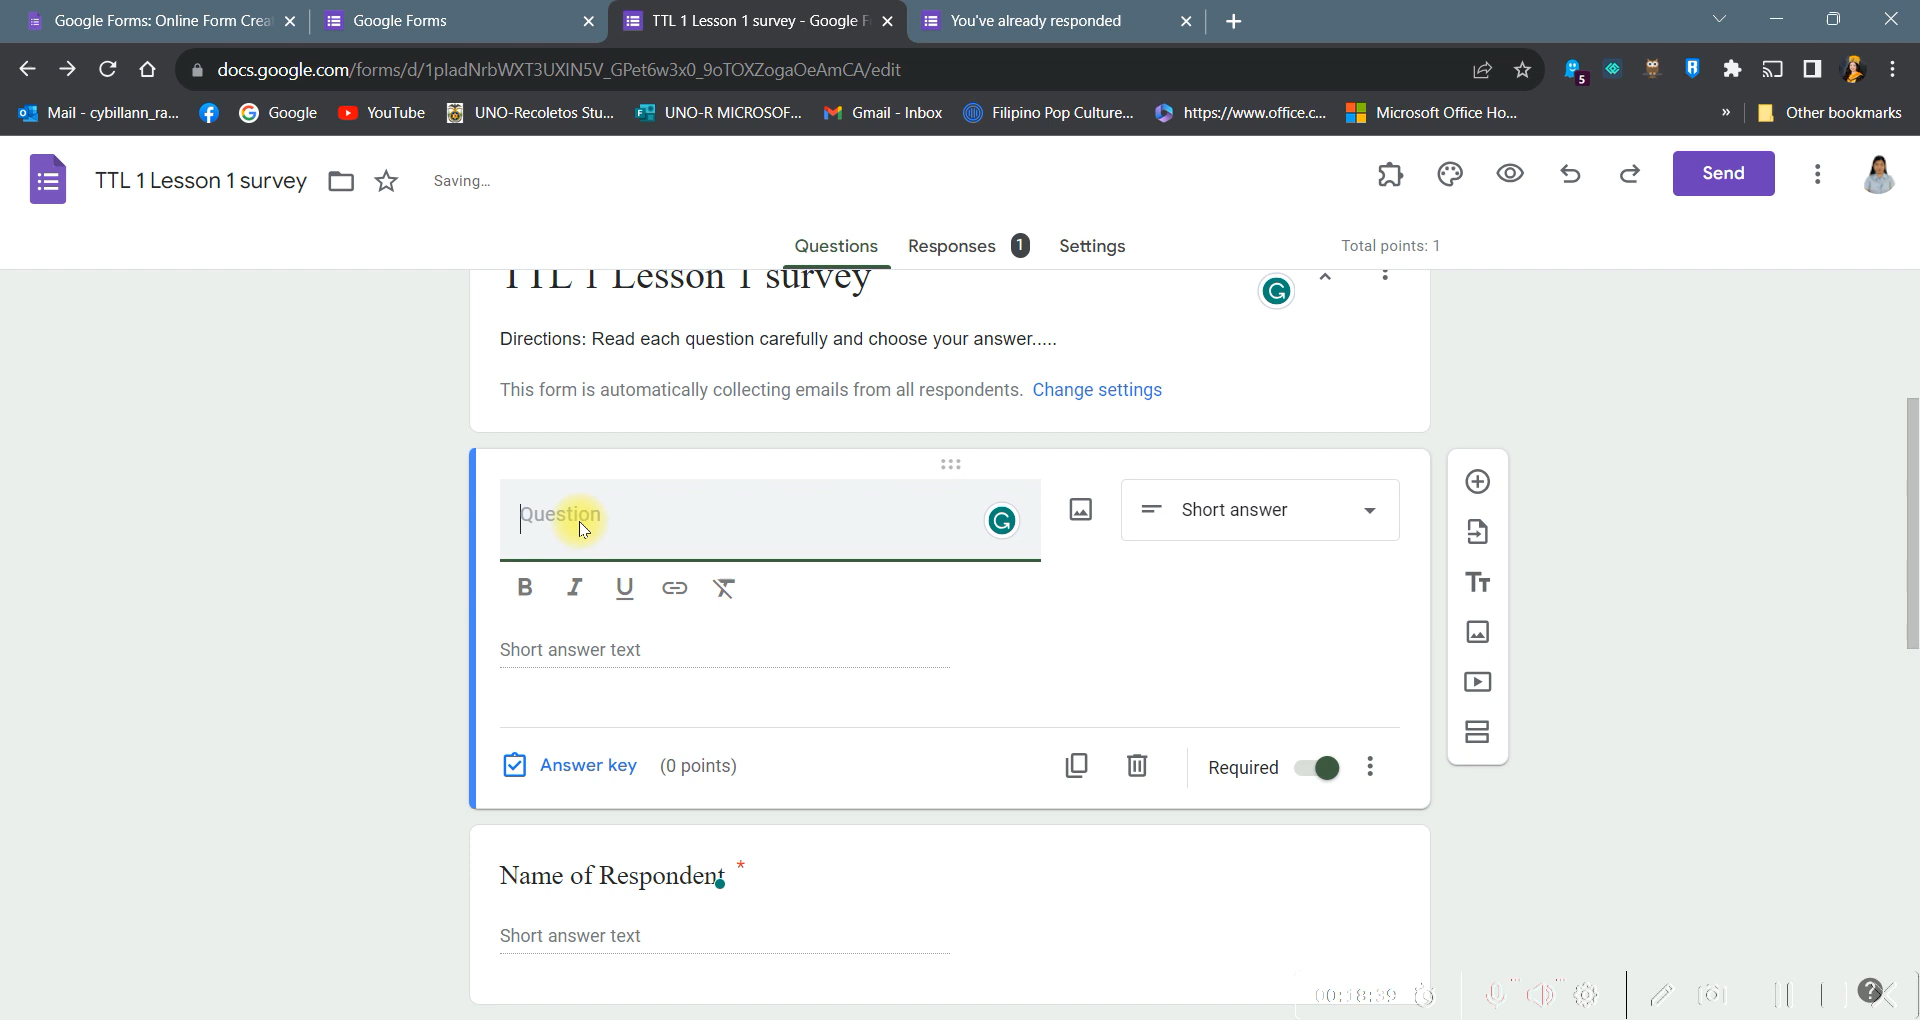 Google Forms: Online Form Crea
Google Forms
TTL 1 Lesson 1 survey - Google F
You've already responded
docs.google.com/forms/d/1pladNrbWXT3UXIN5V_GPet6w3x0_9oTOXZogaOeAmCA/edit
5
Mail - cybillann_ra...
Google
YouTube
UNO-Recoletos Stu...
UNO-R MICROSOF...
Gmail - Inbox
Filipino Pop Culture...
https://www.office.c...
Microsoft Office Ho...
»
Other bookmarks
TTL 1 Lesson 1 survey
Saving...
Send
Questions
Responses 1
Settings
Total points: 1
TTL 1 Lesson 1 survey
Directions: Read each question carefully and choose your answer.....
This form is automatically collecting emails from all respondents. Change settings
Question
Short answer
B I U
Short answer text
Answer key (0 points)
Required
Name of Respondent *
Short answer text
00:18:39